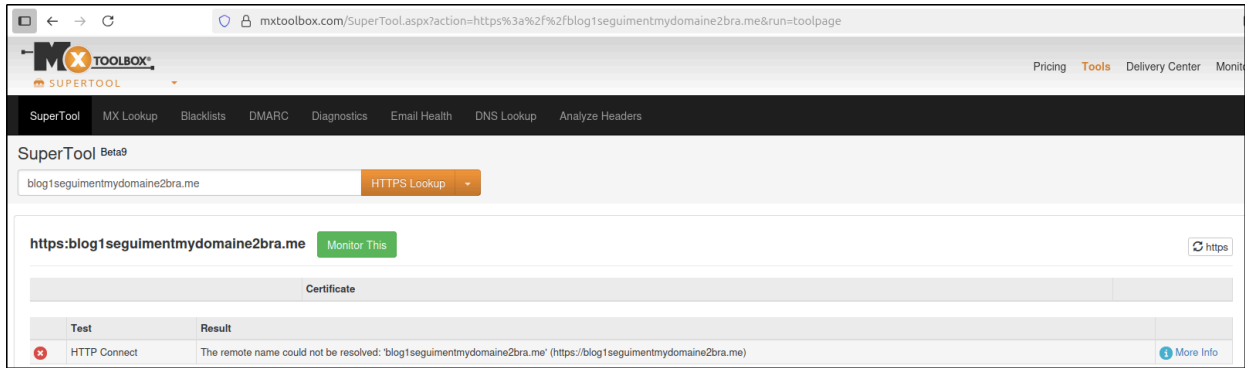 mxtoolbox.com/SuperTool.aspx?action=https%3a%2f%2fblog1seguimentmydomaine2bra.me&run=toolpage
MX TOOLBOX®
SUPERTOOL
Pricing Tools Delivery Center Monito
SuperTool MX Lookup Blacklists DMARC Diagnostics Email Health DNS Lookup Analyze Headers
SuperTool Beta9
blog1seguimentmydomaine2bra.me HTTPS Lookup
https:blog1seguimentmydomaine2bra.me Monitor This https
Certificate
Test Result
HTTP Connect The remote name could not be resolved: 'blog1seguimentmydomaine2bra.me' (https://blog1seguimentmydomaine2bra.me) More Info